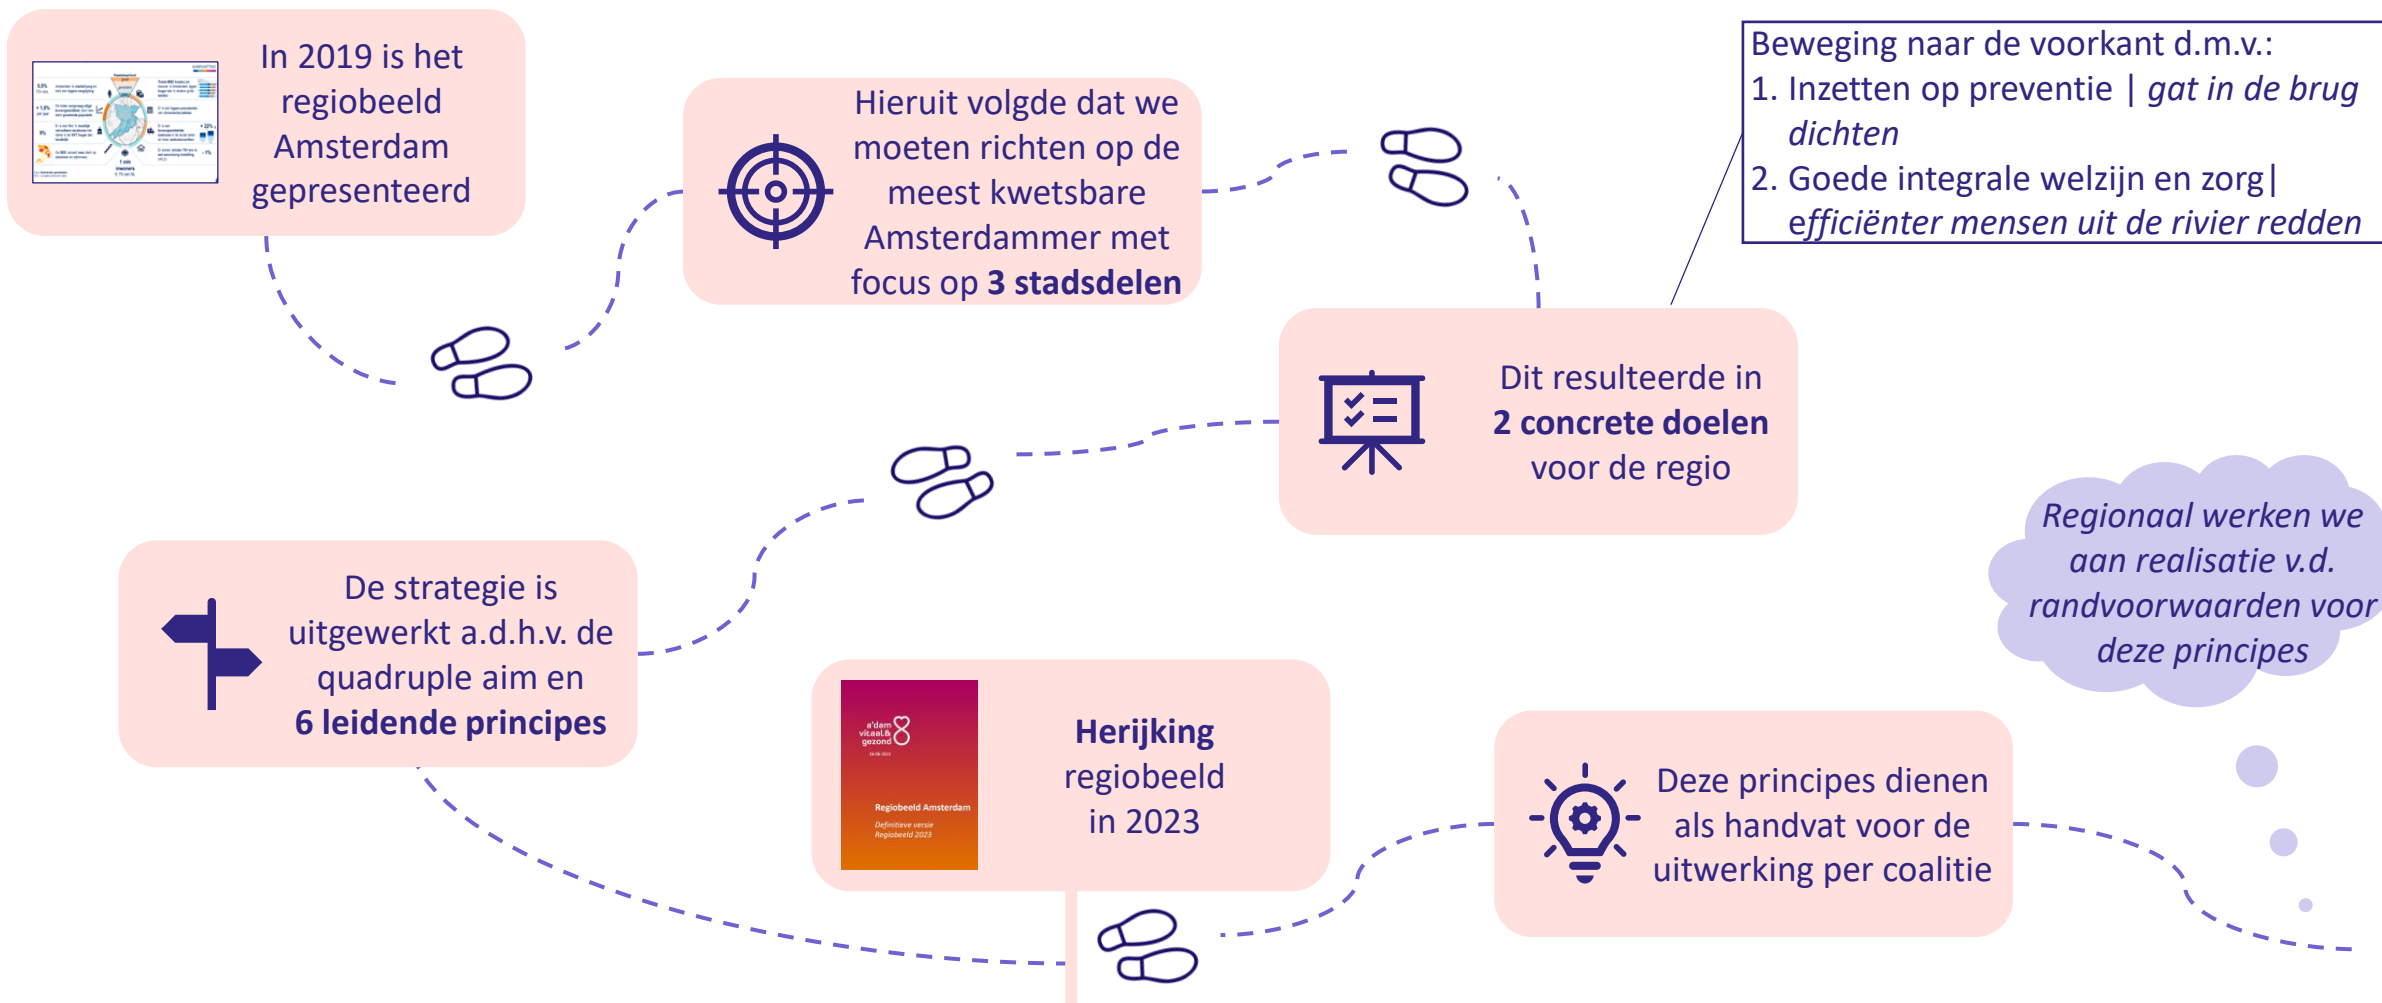 In 2019 is het
regiobeeld
Amsterdam
gepresenteerd
Hieruit volgde dat we
moeten richten op de
meest kwetsbare
Amsterdammer met
focus op 3 stadsdelen
Beweging naar de voorkant d.m.v.:
1. Inzetten op preventie | gat in de brug
dichten
2. Goede integrale welzijn en zorg|
efficiënter mensen uit de rivier redden
Dit resulteerde in
2 concrete doelen
voor de regio
De strategie is
uitgewerkt a.d.h.v. de
quadruple aim en
6 leidende principes
a'dam
vitaal &
gezond
Regiobeeld Amsterdam
Definitieve versie
Regiobeeld 2023
Herijking
regiobeeld
in 2023
Deze principes dienen
als handvat voor de
uitwerking per coalitie
Regionaal werken we
aan realisatie v.d.
randvoorwaarden voor
deze principes